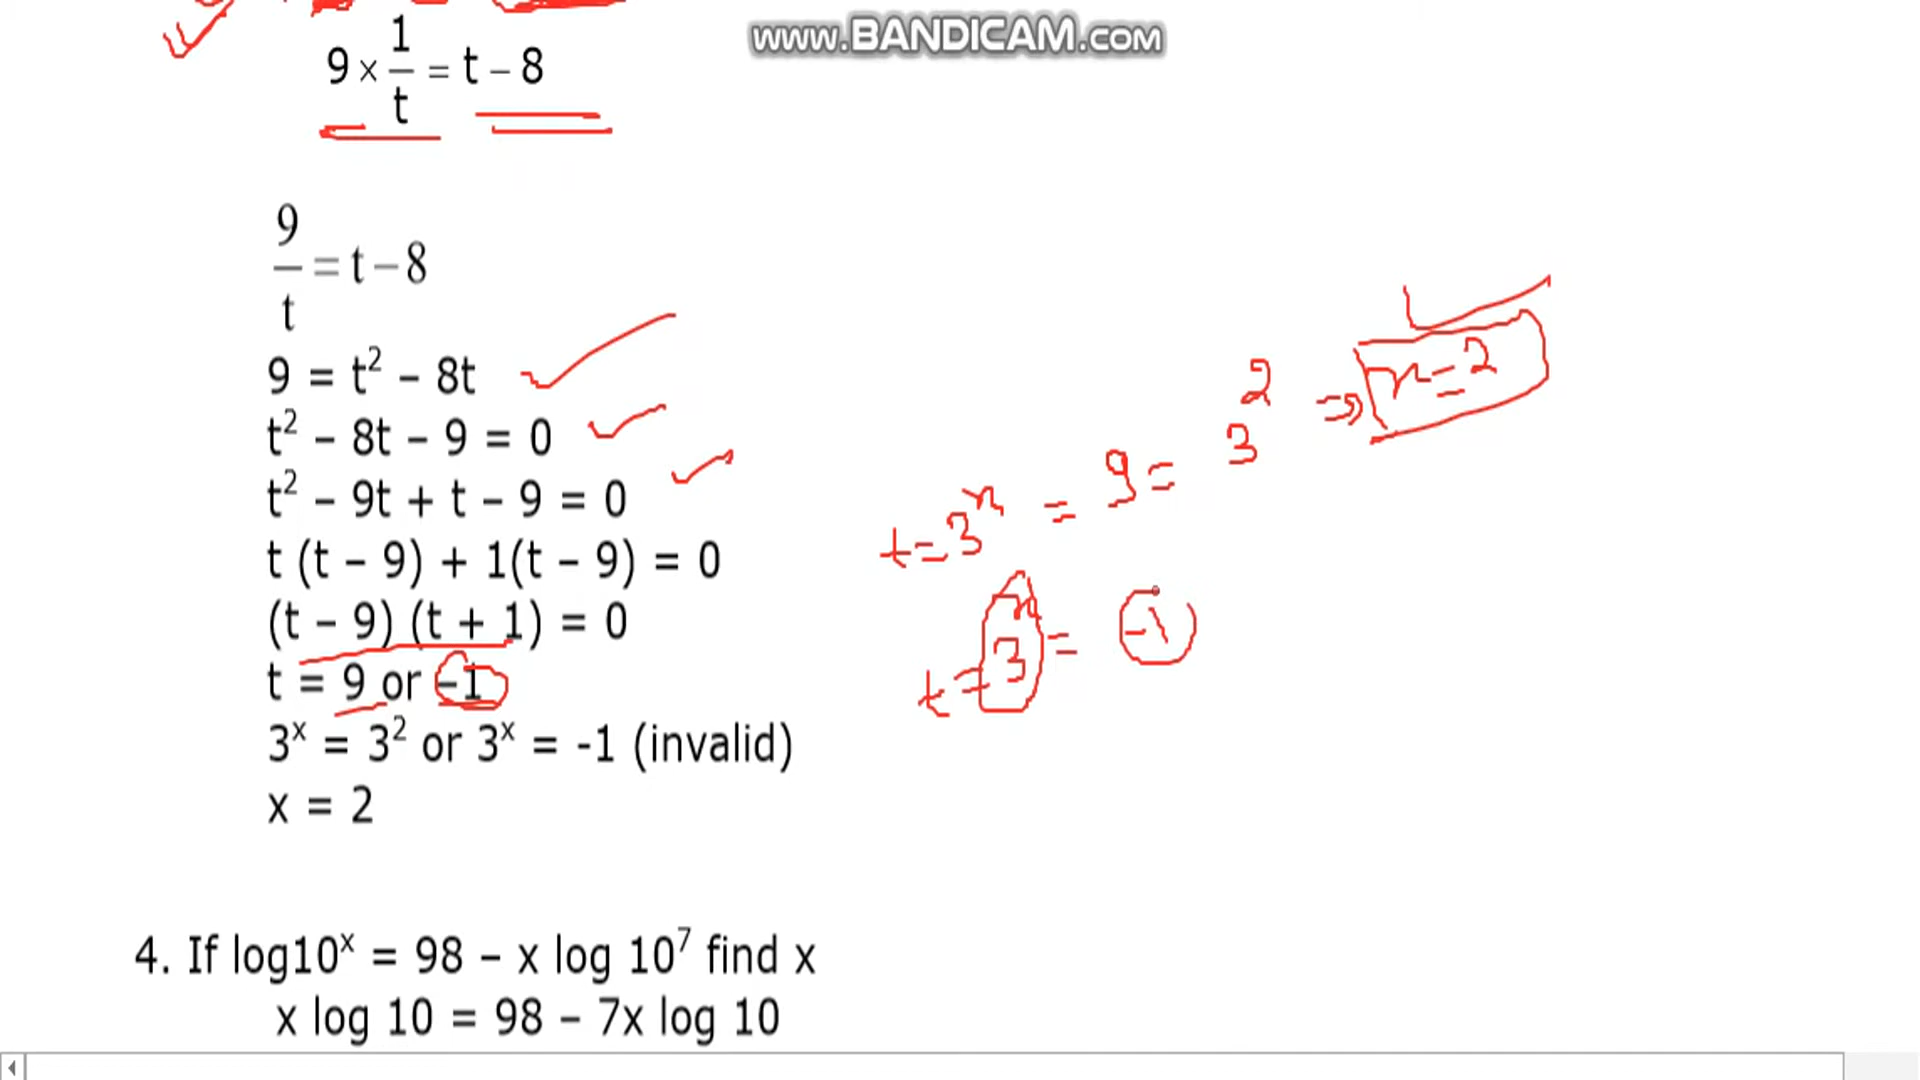 www.BANDICAM.com
9 × 1/t = t – 8
9/t = t – 8
9 = t² – 8t
t² – 8t – 9 = 0
t² – 9t + t – 9 = 0
t (t – 9) + 1(t – 9) = 0
(t – 9) (t + 1) = 0
t = 9 or -1
3ˣ = 3² or 3ˣ = -1 (invalid)
x = 2
t = 3ˣ = 9 = 3² ⇒ x = 2
t = 3ˣ = -1
4. If log10ˣ = 98 – x log 10⁷ find x
x log 10 = 98 – 7x log 10